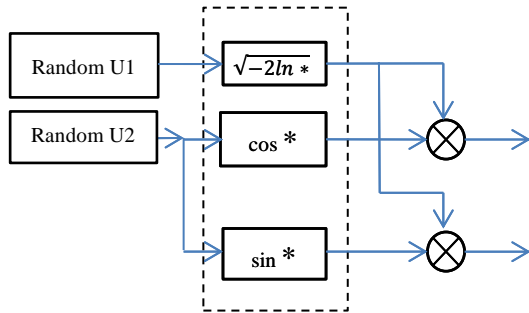 Random U1
√−2ln *
Random U2
cos *
sin *